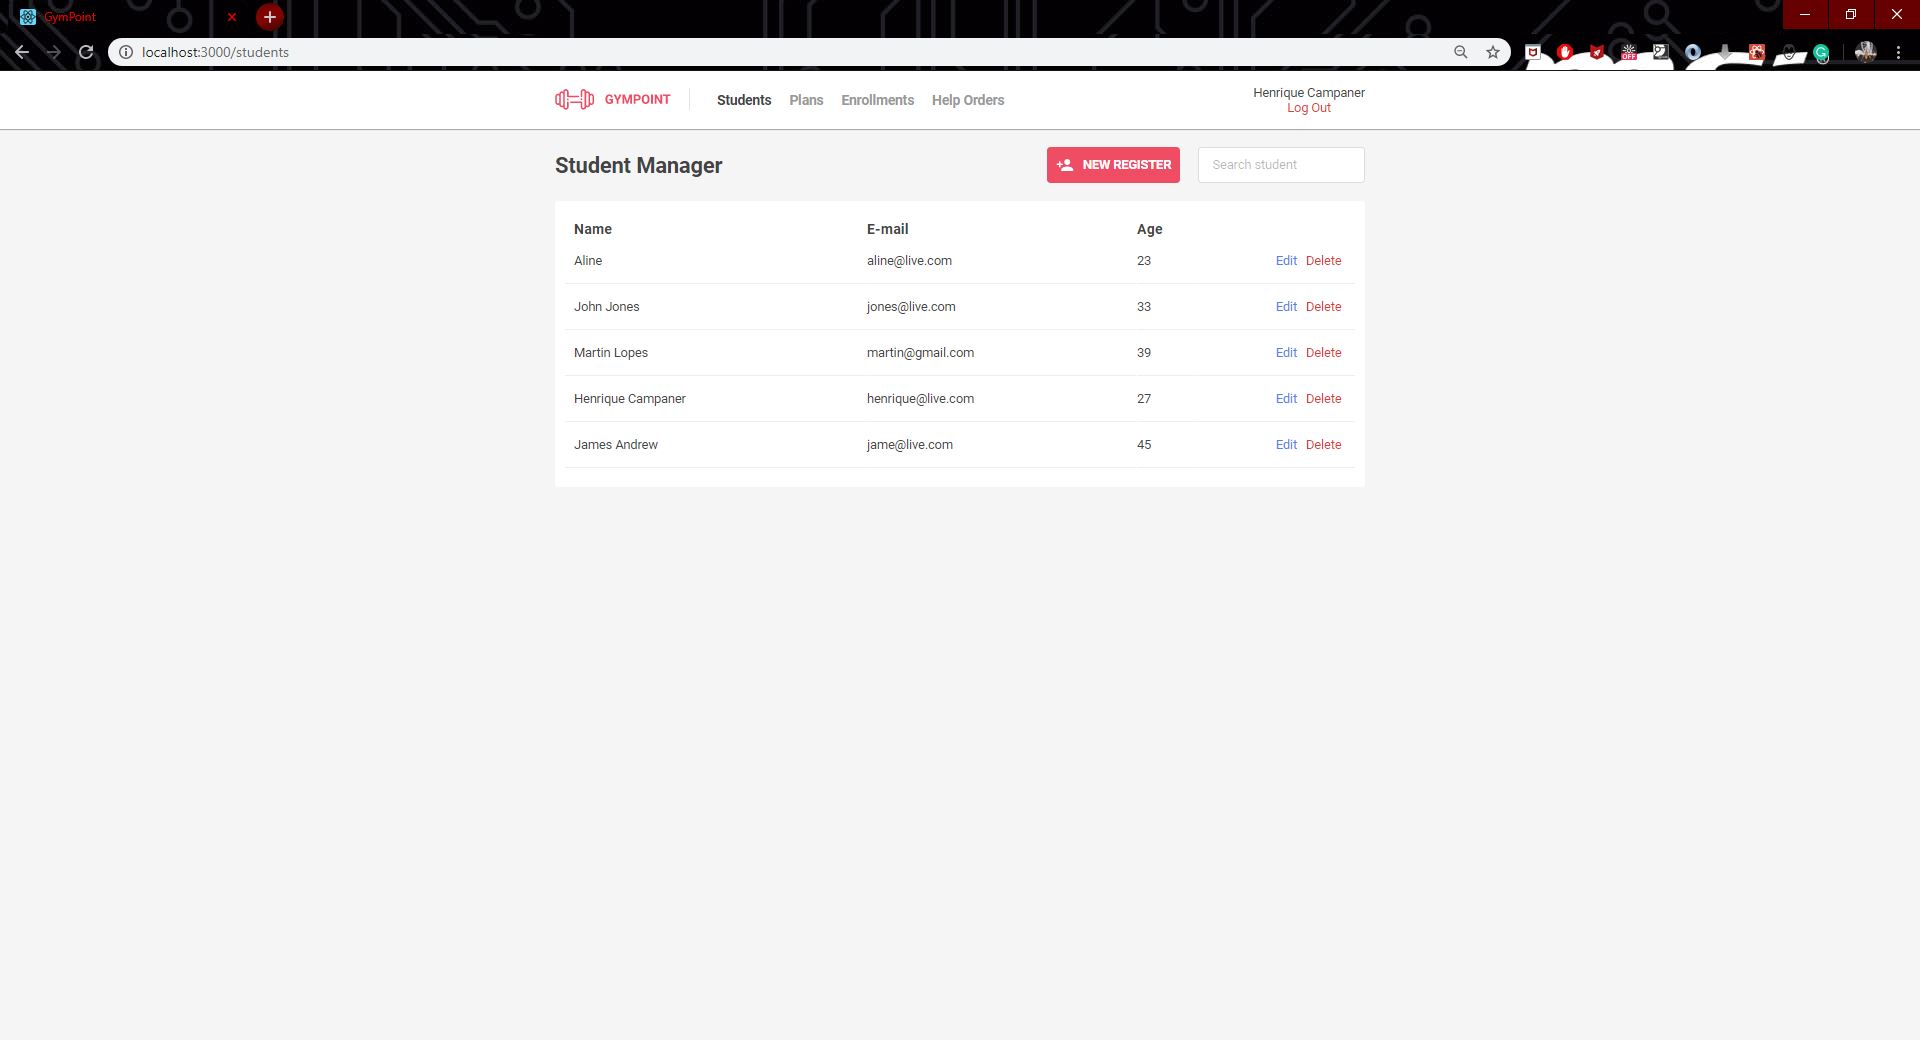 GymPoint
localhost:3000/students
OFF
GYMPOINT Students Plans Enrollments Help Orders
Henrique Campaner
Log Out
Student Manager NEW REGISTER Search student
Name E-mail Age
Aline aline@live.com 23 Edit Delete
John Jones jones@live.com 33 Edit Delete
Martin Lopes martin@gmail.com 39 Edit Delete
Henrique Campaner henrique@live.com 27 Edit Delete
James Andrew jame@live.com 45 Edit Delete